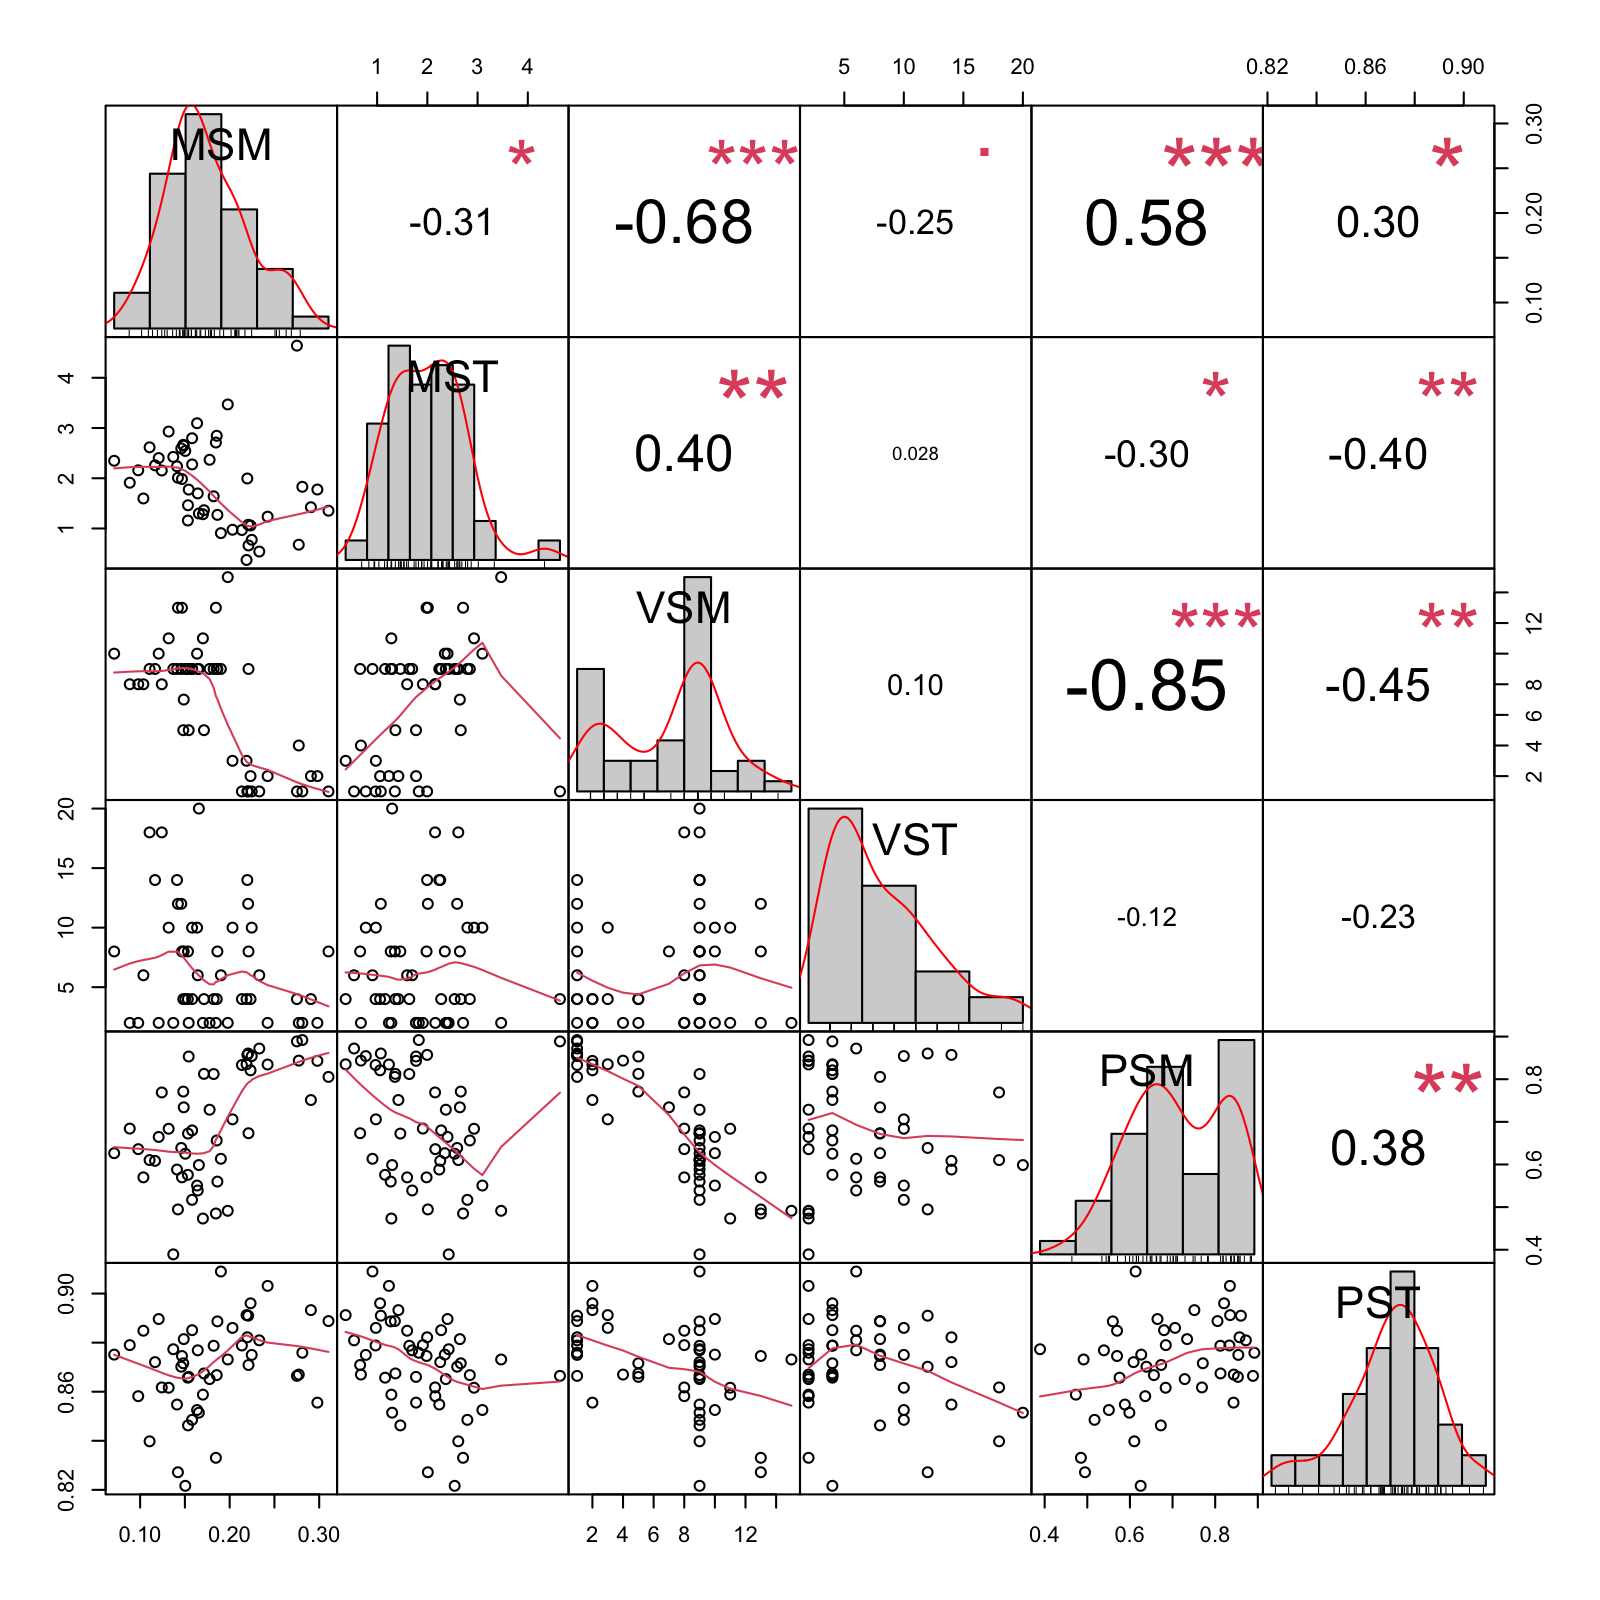 1 2 3 4 5 10 15 20 0.82 0.86 0.90
MSM * *** . *** *
-0.31 -0.68 -0.25 0.58 0.30
0.10 0.20 0.30
MST ** * **
0.40 0.028 -0.30 -0.40
1 2 3 4
VSM *** **
0.10 -0.85 -0.45
2 4 6 8 12
VST
-0.12 -0.23
5 10 15 20
PSM **
0.38
0.4 0.6 0.8
PST
0.82 0.86 0.90
0.10 0.20 0.30 2 4 6 8 12 0.4 0.6 0.8